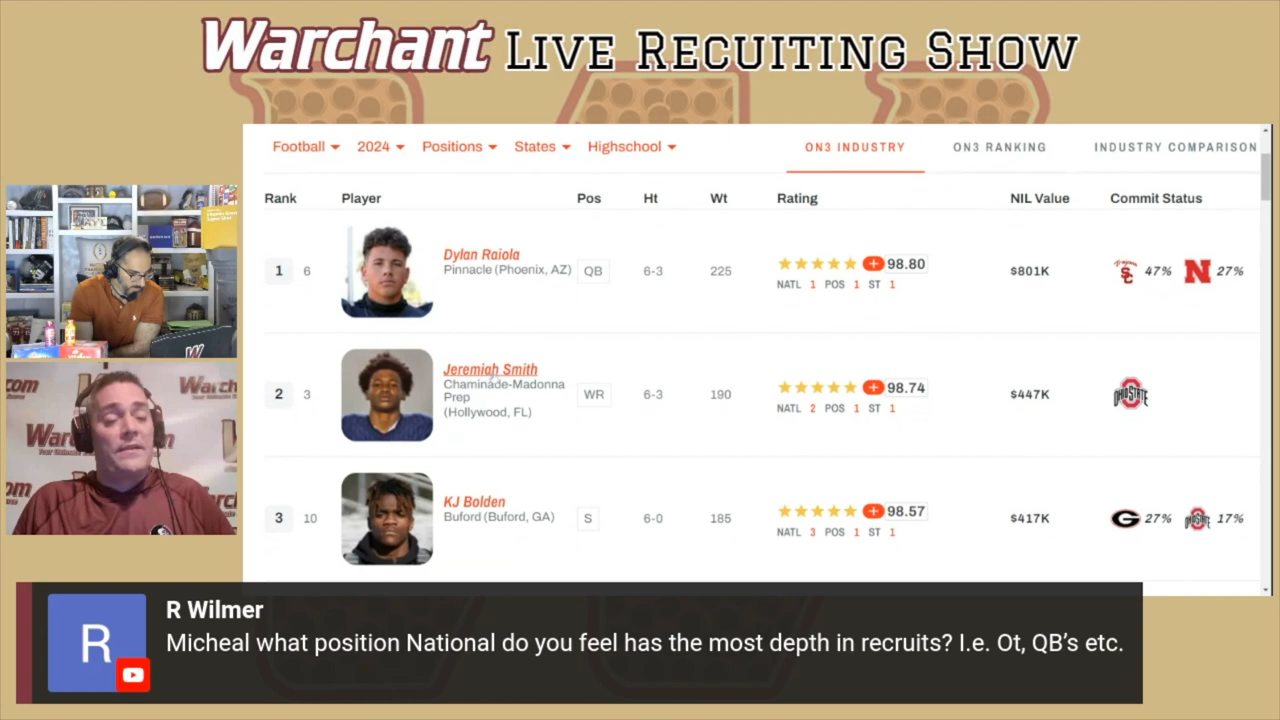 Warchant LIVE RECUITING SHOW
Football 2024 Positions States Highschool ON3 INDUSTRY ON3 RANKING INDUSTRY COMPARISON
Rank Player Pos Ht Wt Rating NIL Value Commit Status
1 6 Dylan Raiola QB 6-3 225 98.80 $801K 47% N 27%
Pinnacle (Phoenix, AZ)
NATL 1 POS 1 ST 1
2 3 Jeremiah Smith WR 6-3 190 98.74 $447K OHIO STATE
Chaminade-Madonna
Prep
(Hollywood, FL)
NATL 2 POS 1 ST 1
3 10 KJ Bolden S 6-0 185 98.57 $417K G 27% OHIO STATE 17%
Buford (Buford, GA)
NATL 3 POS 1 ST 1
R
R Wilmer
Micheal what position National do you feel has the most depth in recruits? I.e. Ot, QB's etc.